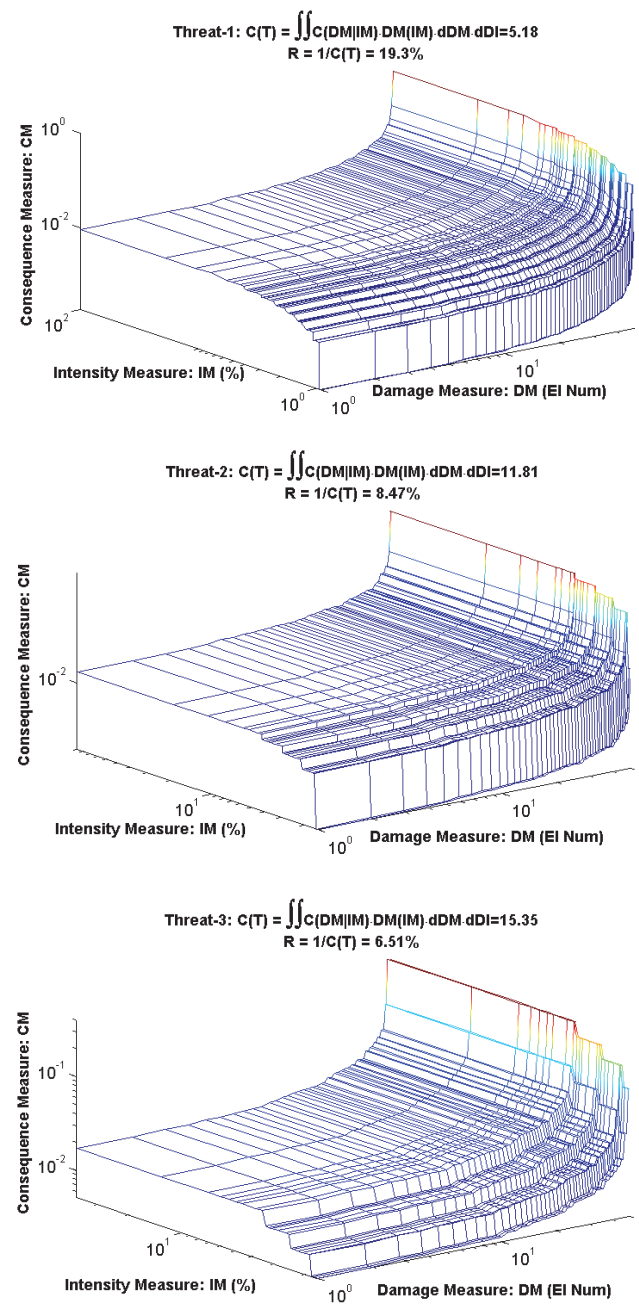 Threat-1: C(T) = ∫∫C(DM|IM).DM(IM).dDM.dDI=5.18
R = 1/C(T) = 19.3%
Consequence Measure: CM
10^0
10^-2
10^2
Intensity Measure: IM (%)
10^0
10^0
10^1
Damage Measure: DM (El Num)
Threat-2: C(T) = ∫∫C(DM|IM).DM(IM).dDM.dDI=11.81
R = 1/C(T) = 8.47%
Consequence Measure: CM
10^-2
10^1
Intensity Measure: IM (%)
10^0
10^1
Damage Measure: DM (El Num)
Threat-3: C(T) = ∫∫C(DM|IM).DM(IM).dDM.dDI=15.35
R = 1/C(T) = 6.51%
Consequence Measure: CM
10^-1
10^-2
10^1
Intensity Measure: IM (%)
10^0
10^1
Damage Measure: DM (El Num)